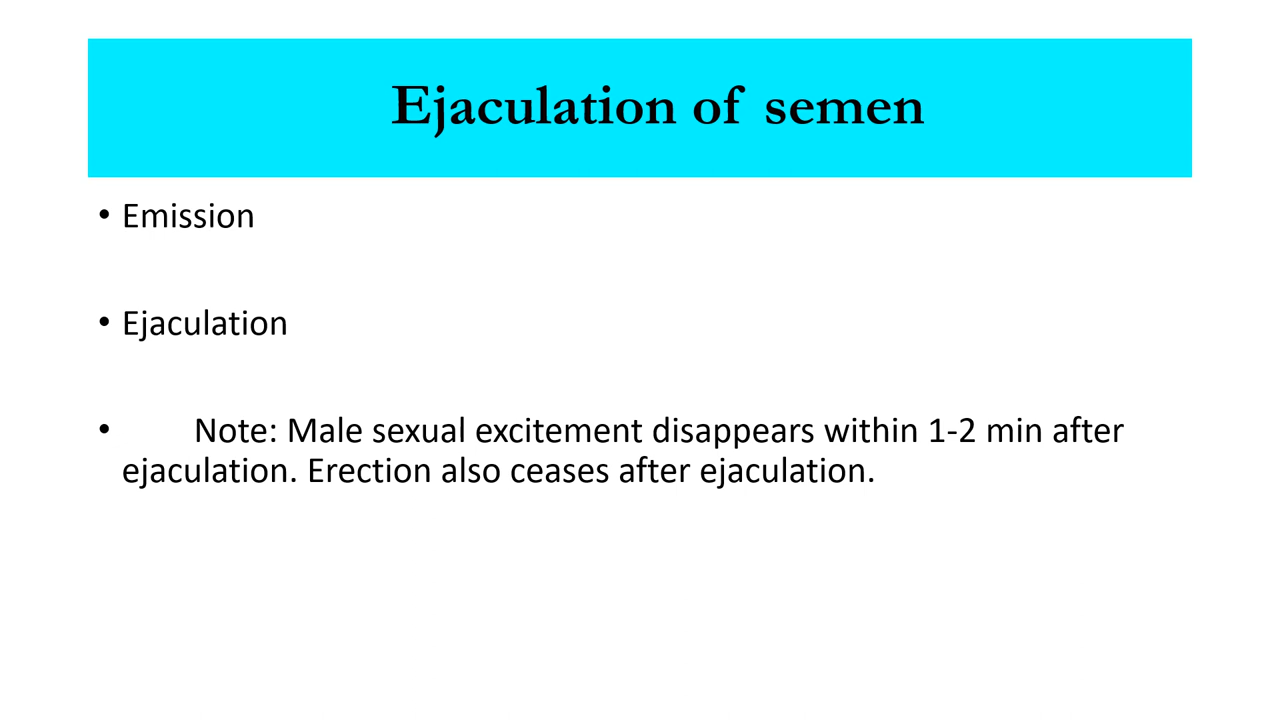 Ejaculation of semen
• Emission
• Ejaculation
• Note: Male sexual excitement disappears within 1-2 min after
ejaculation. Erection also ceases after ejaculation.